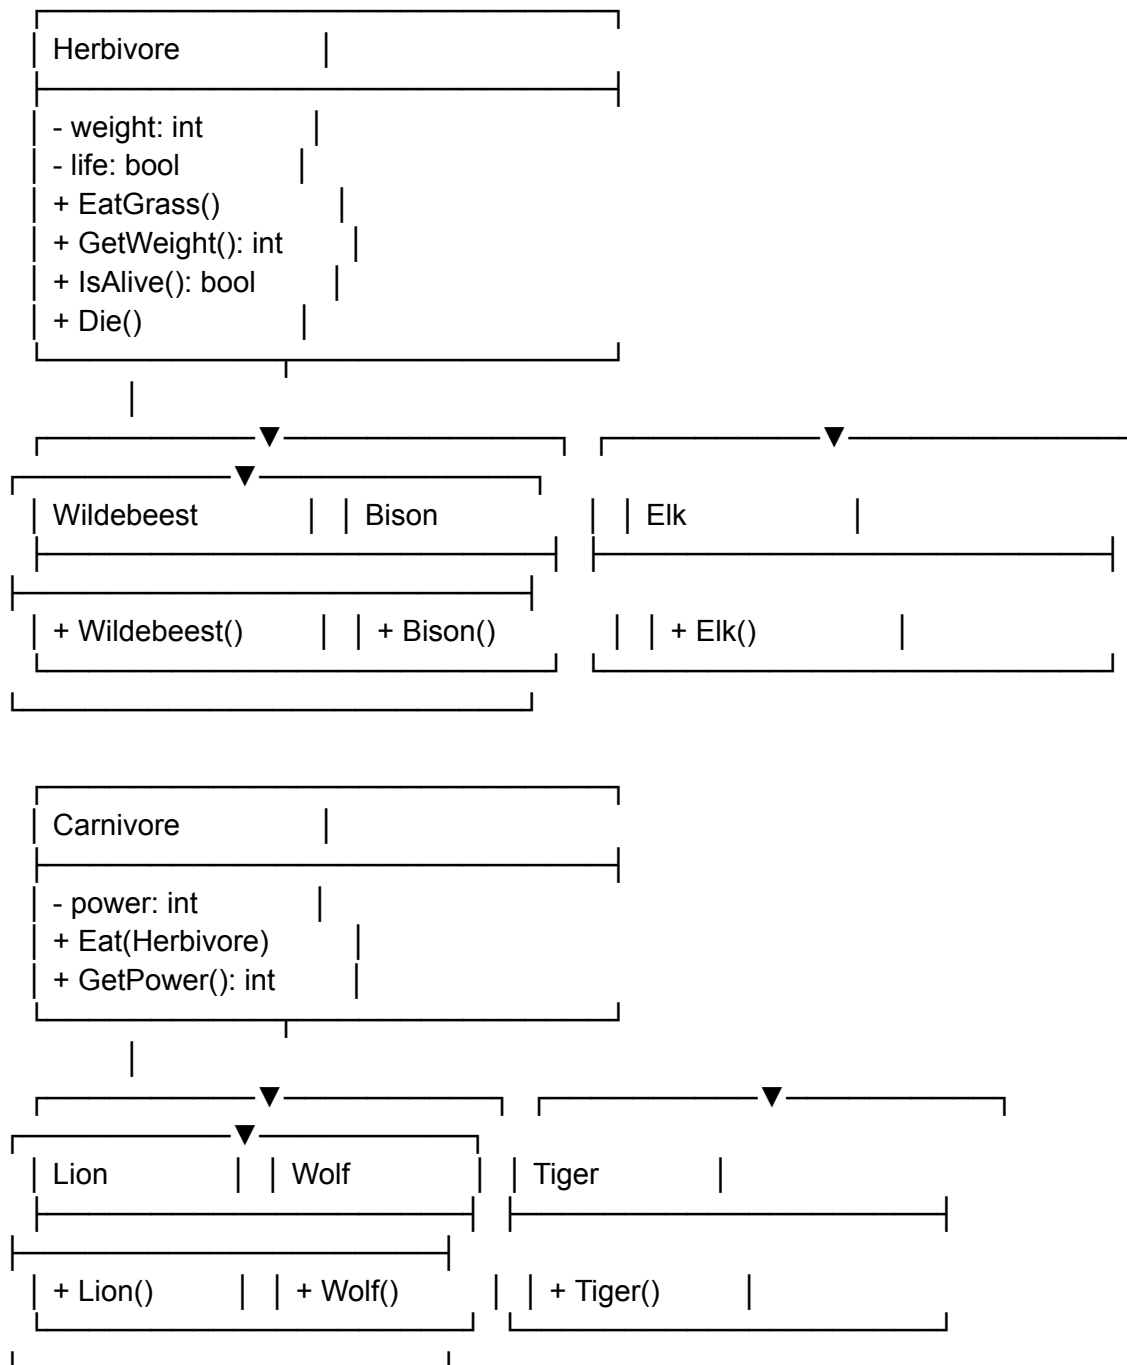 Herbivore
- weight: int
- life: bool
+ EatGrass()
+ GetWeight(): int
+ IsAlive(): bool
+ Die()
Wildebeest Bison Elk
+ Wildebeest() + Bison() + Elk()
Carnivore
- power: int
+ Eat(Herbivore)
+ GetPower(): int
Lion Wolf Tiger
+ Lion() + Wolf() + Tiger()